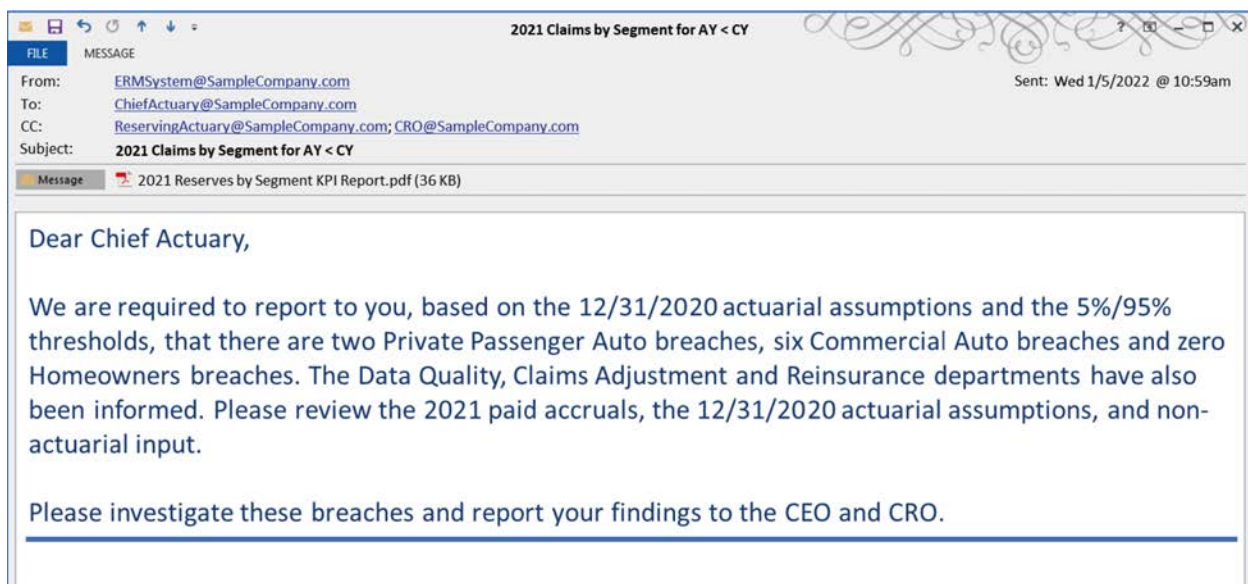 2021 Claims by Segment for AY < CY
FILE MESSAGE
From: ERMSystem@SampleCompany.com Sent: Wed 1/5/2022 @ 10:59am
To: ChiefActuary@SampleCompany.com
CC: ReservingActuary@SampleCompany.com; CRO@SampleCompany.com
Subject: 2021 Claims by Segment for AY < CY
Message 2021 Reserves by Segment KPI Report.pdf (36 KB)
Dear Chief Actuary,
We are required to report to you, based on the 12/31/2020 actuarial assumptions and the 5%/95%
thresholds, that there are two Private Passenger Auto breaches, six Commercial Auto breaches and zero
Homeowners breaches. The Data Quality, Claims Adjustment and Reinsurance departments have also
been informed. Please review the 2021 paid accruals, the 12/31/2020 actuarial assumptions, and non-
actuarial input.
Please investigate these breaches and report your findings to the CEO and CRO.